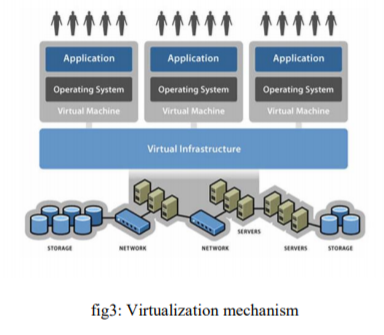 Application Application Application
Operating System Operating System Operating System
Virtual Machine Virtual Machine Virtual Machine
Virtual Infrastructure
SERVERS
STORAGE NETWORK NETWORK SERVERS STORAGE
fig3: Virtualization mechanism